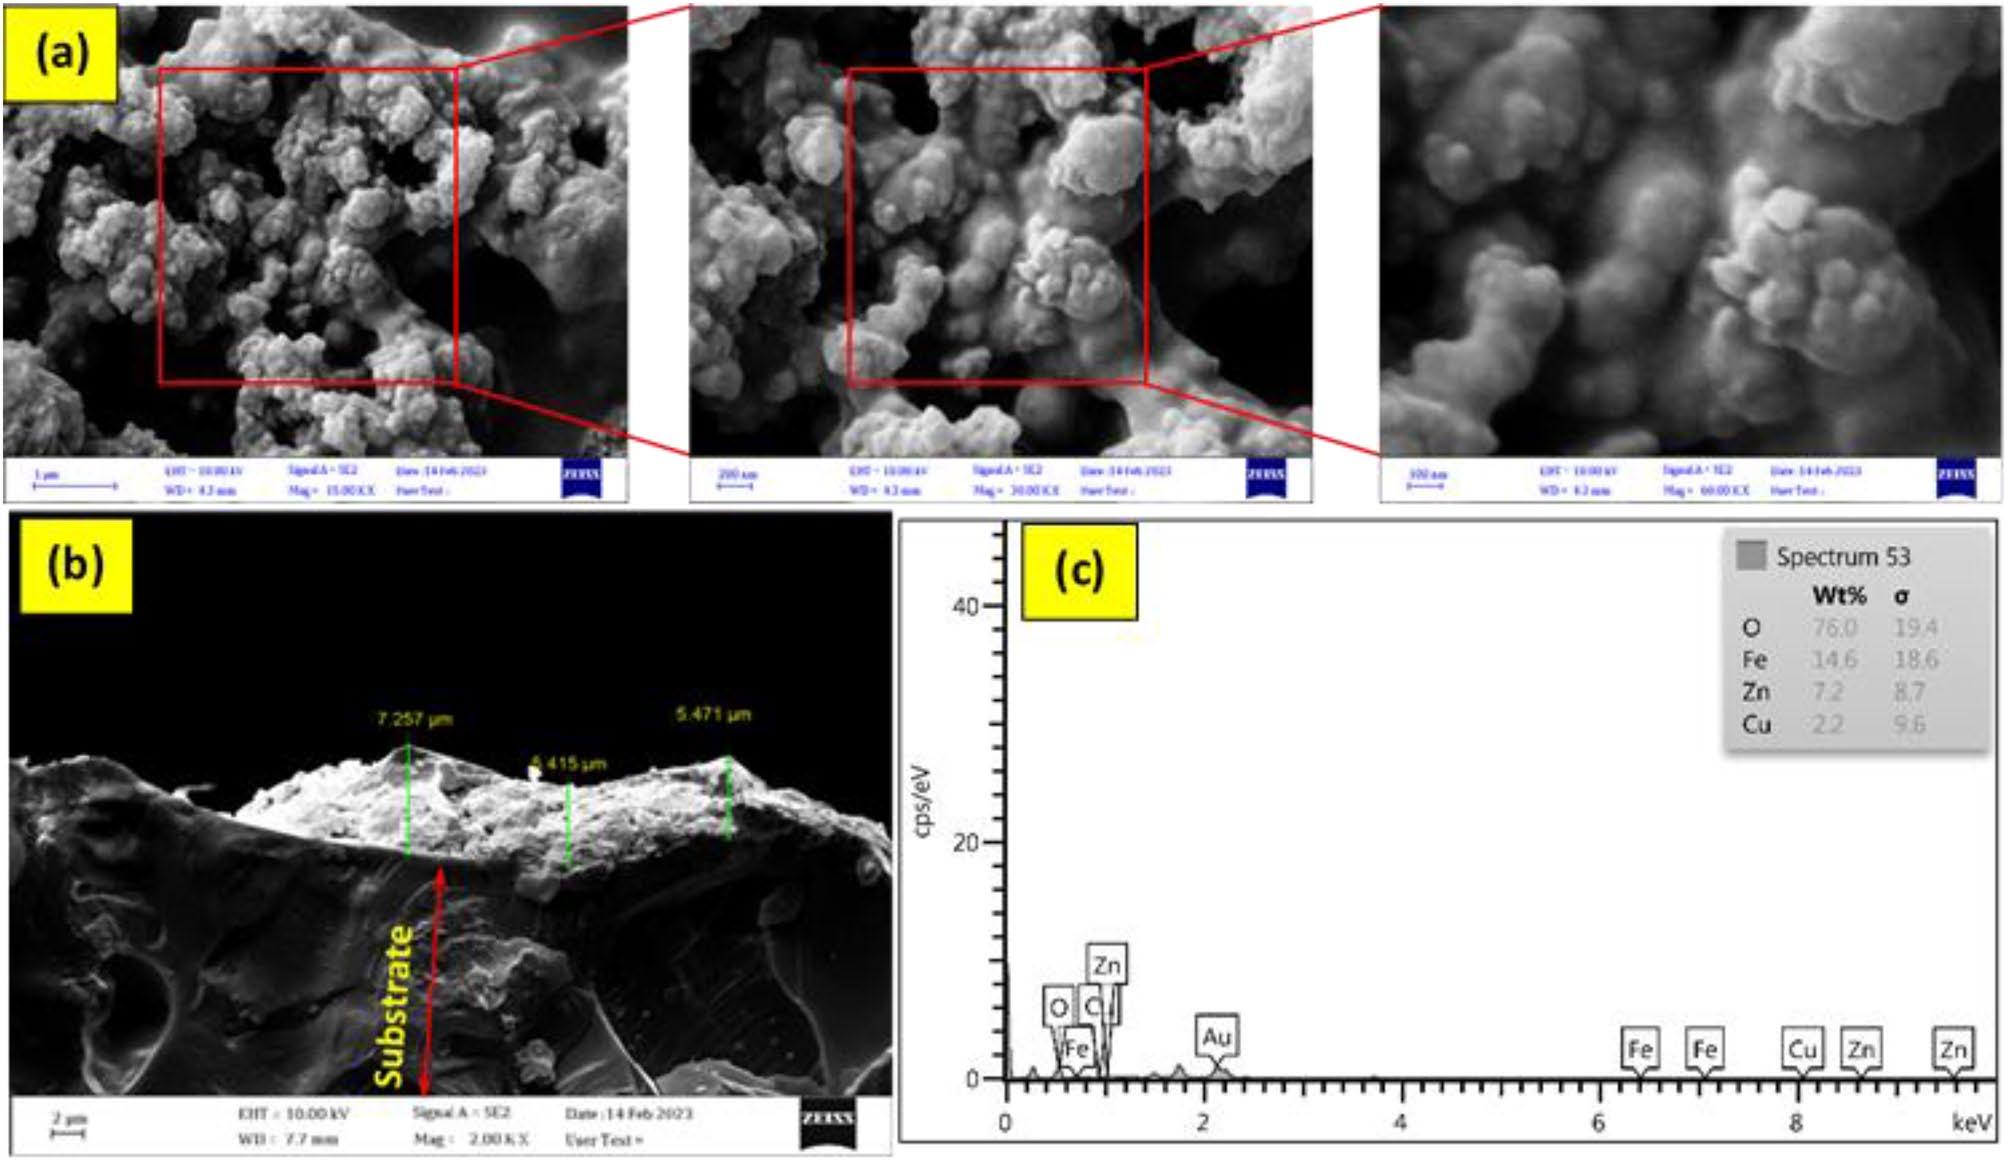 (a)
1 µm
EHT = 10.00 kV
Signal A = SE2
Date :14 Feb 2023
WD = 4.2 mm
Mag = 15.00 K X
User Test :
ZEISS
200 nm
EHT = 10.00 kV
Signal A = SE2
Date :14 Feb 2023
WD = 4.2 mm
Mag = 30.00 K X
User Test :
ZEISS
100 nm
EHT = 10.00 kV
Signal A = SE2
Date :14 Feb 2023
WD = 4.2 mm
Mag = 60.00 K X
User Test :
ZEISS
(b)
7.257 µm
5.471 µm
415 µm
Substrate
2 µm
EHT = 10.00 kV
Signal A = SE2
Date :14 Feb 2023
WD = 7.7 mm
Mag = 2.00 K X
User Test =
ZEISS
(c)
Spectrum 53
Wt% σ
O 76.0 19.4
Fe 14.6 18.6
Zn 7.2 8.7
Cu 2.2 9.6
cps/eV
40
20
0
Zn
O
Fe
Au
Fe
Fe
Cu
Zn
Zn
0 2 4 6 8 keV